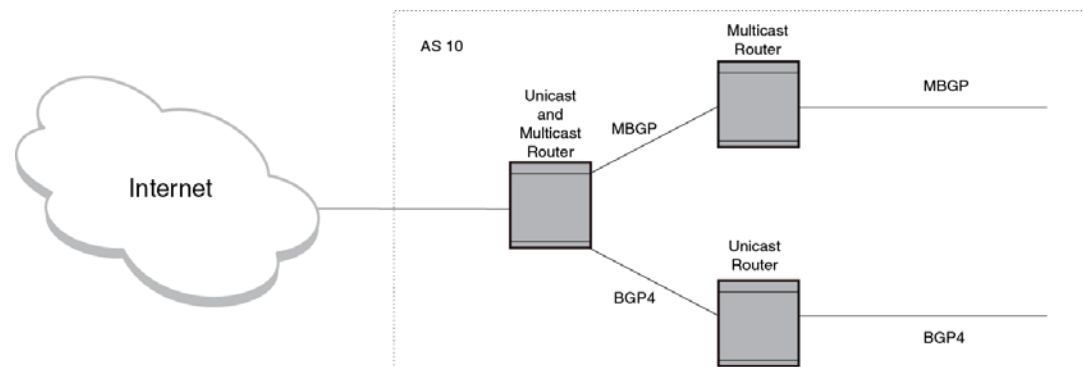 AS 10
Multicast
Router
MBGP
Unicast
and
Multicast
Router
MBGP
Internet
Unicast
Router
BGP4
BGP4